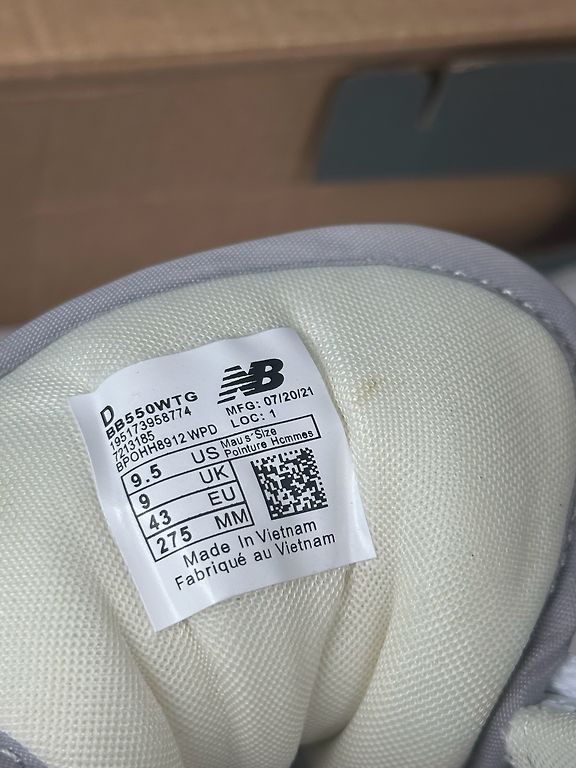 NB
D
BB550WTG
195173958774
7213185
BPOHH8912 WPD
MFG: 07/20/21
LOC: 1
9.5 US Mau s-Size
Pointure Hommes
9 UK
43 EU
275 MM
Made In Vietnam
Fabriqué au Vietnam